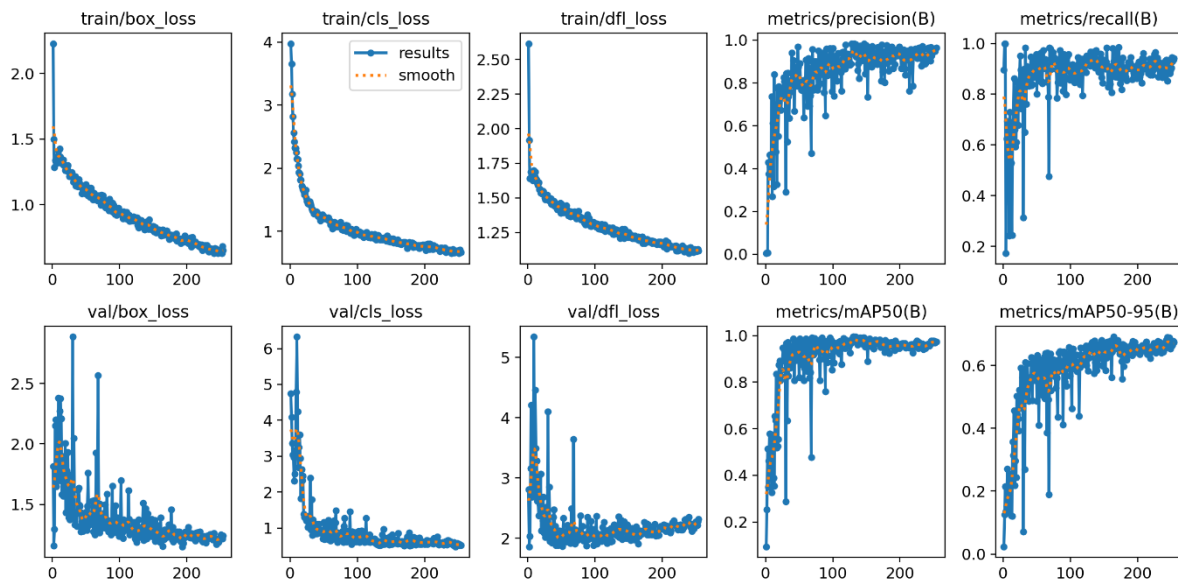 train/box_loss
train/cls_loss
train/dfl_loss
metrics/precision(B)
metrics/recall(B)
2.0
1.5
1.0
0 100 200
4
3
2
1
results
smooth
0 100 200
2.50
2.25
2.00
1.75
1.50
1.25
0 100 200
1.0
0.8
0.6
0.4
0.2
0.0
0 100 200
1.0
0.8
0.6
0.4
0.2
0 100 200
val/box_loss
val/cls_loss
val/dfl_loss
metrics/mAP50(B)
metrics/mAP50-95(B)
2.5
2.0
1.5
0 100 200
6
5
4
3
2
1
0 100 200
5
4
3
2
0 100 200
1.0
0.8
0.6
0.4
0.2
0 100 200
0.6
0.4
0.2
0.0
0 100 200